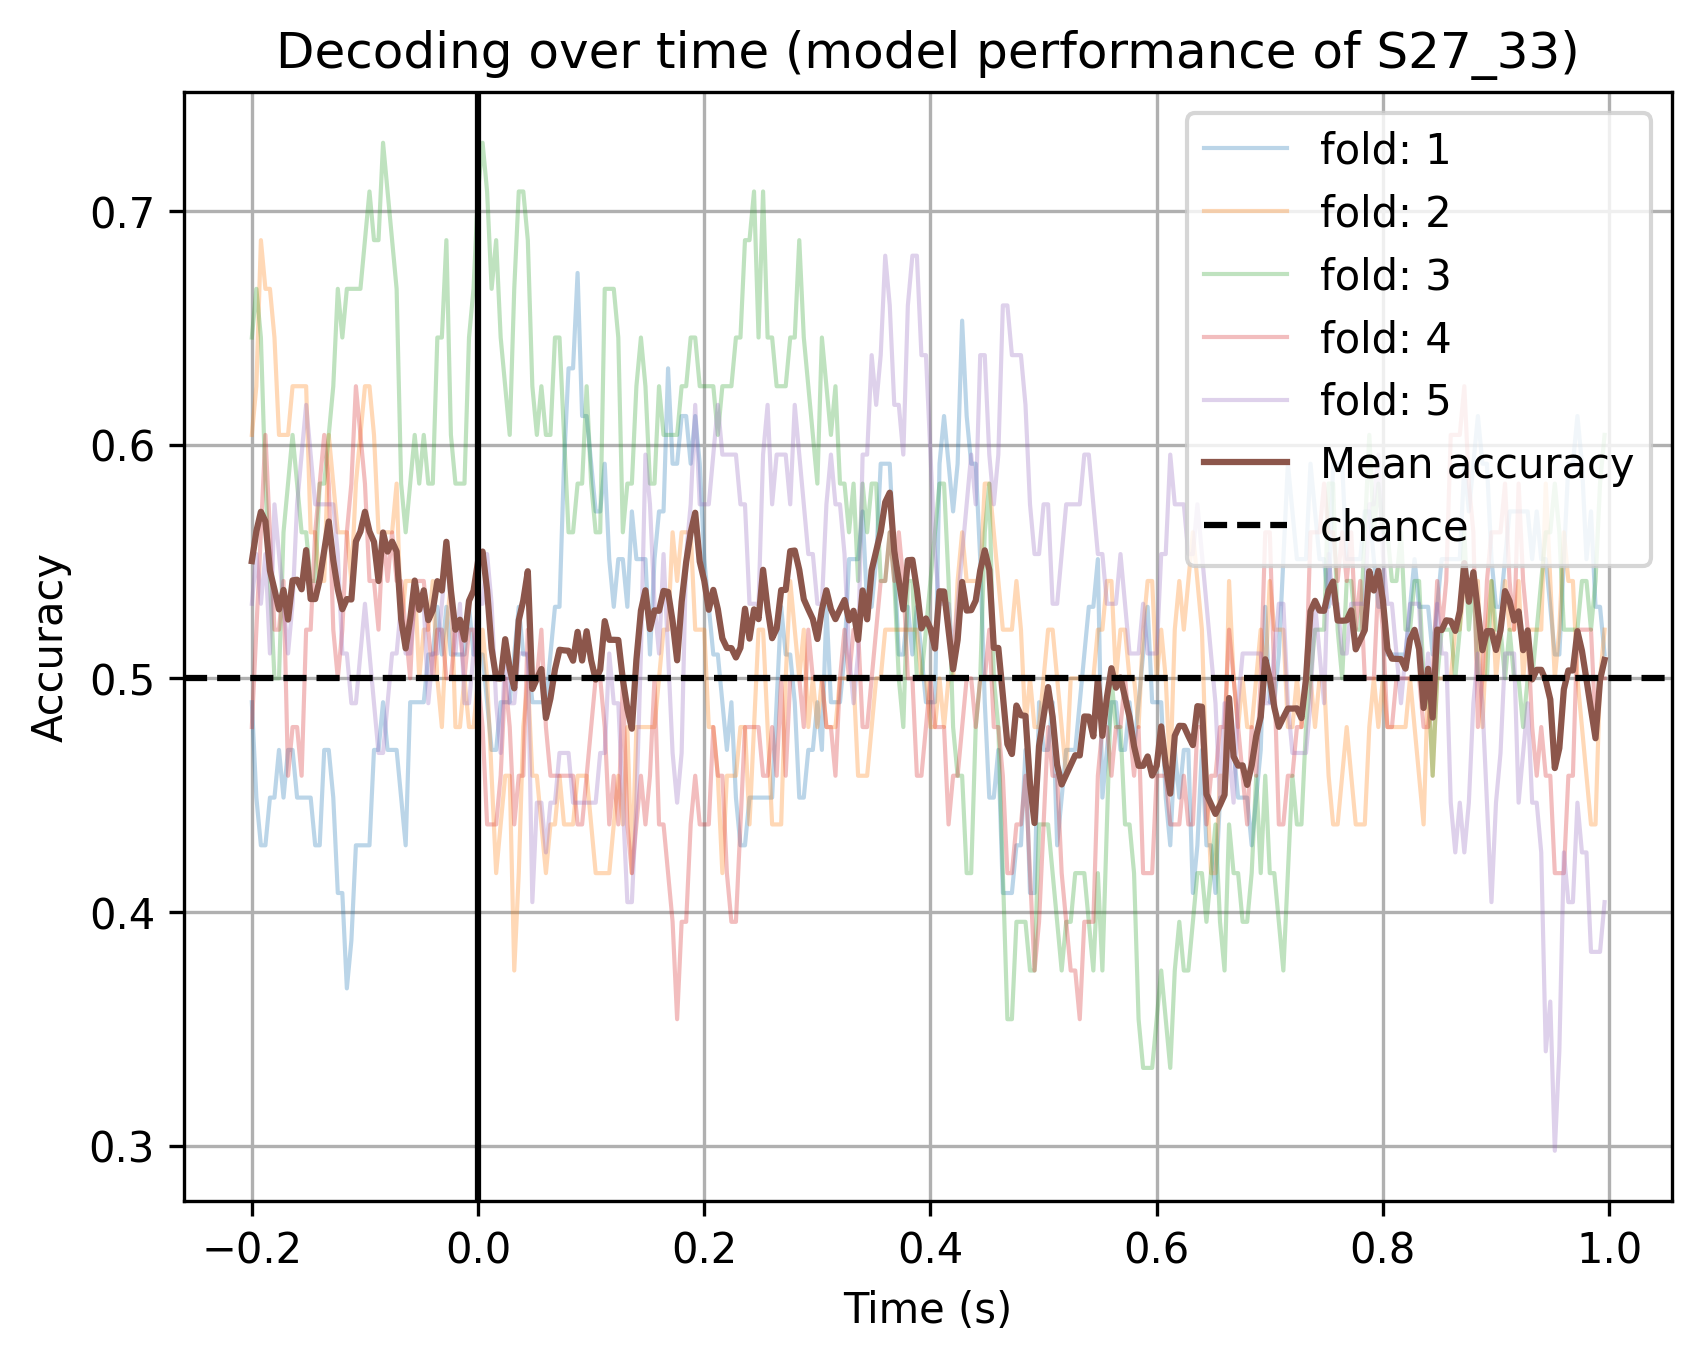 Decoding over time (model performance of S27_33)
fold: 1
fold: 2
fold: 3
fold: 4
fold: 5
Mean accuracy
chance
Accuracy
0.7
0.6
0.5
0.4
0.3
−0.2 0.0 0.2 0.4 0.6 0.8 1.0
Time (s)